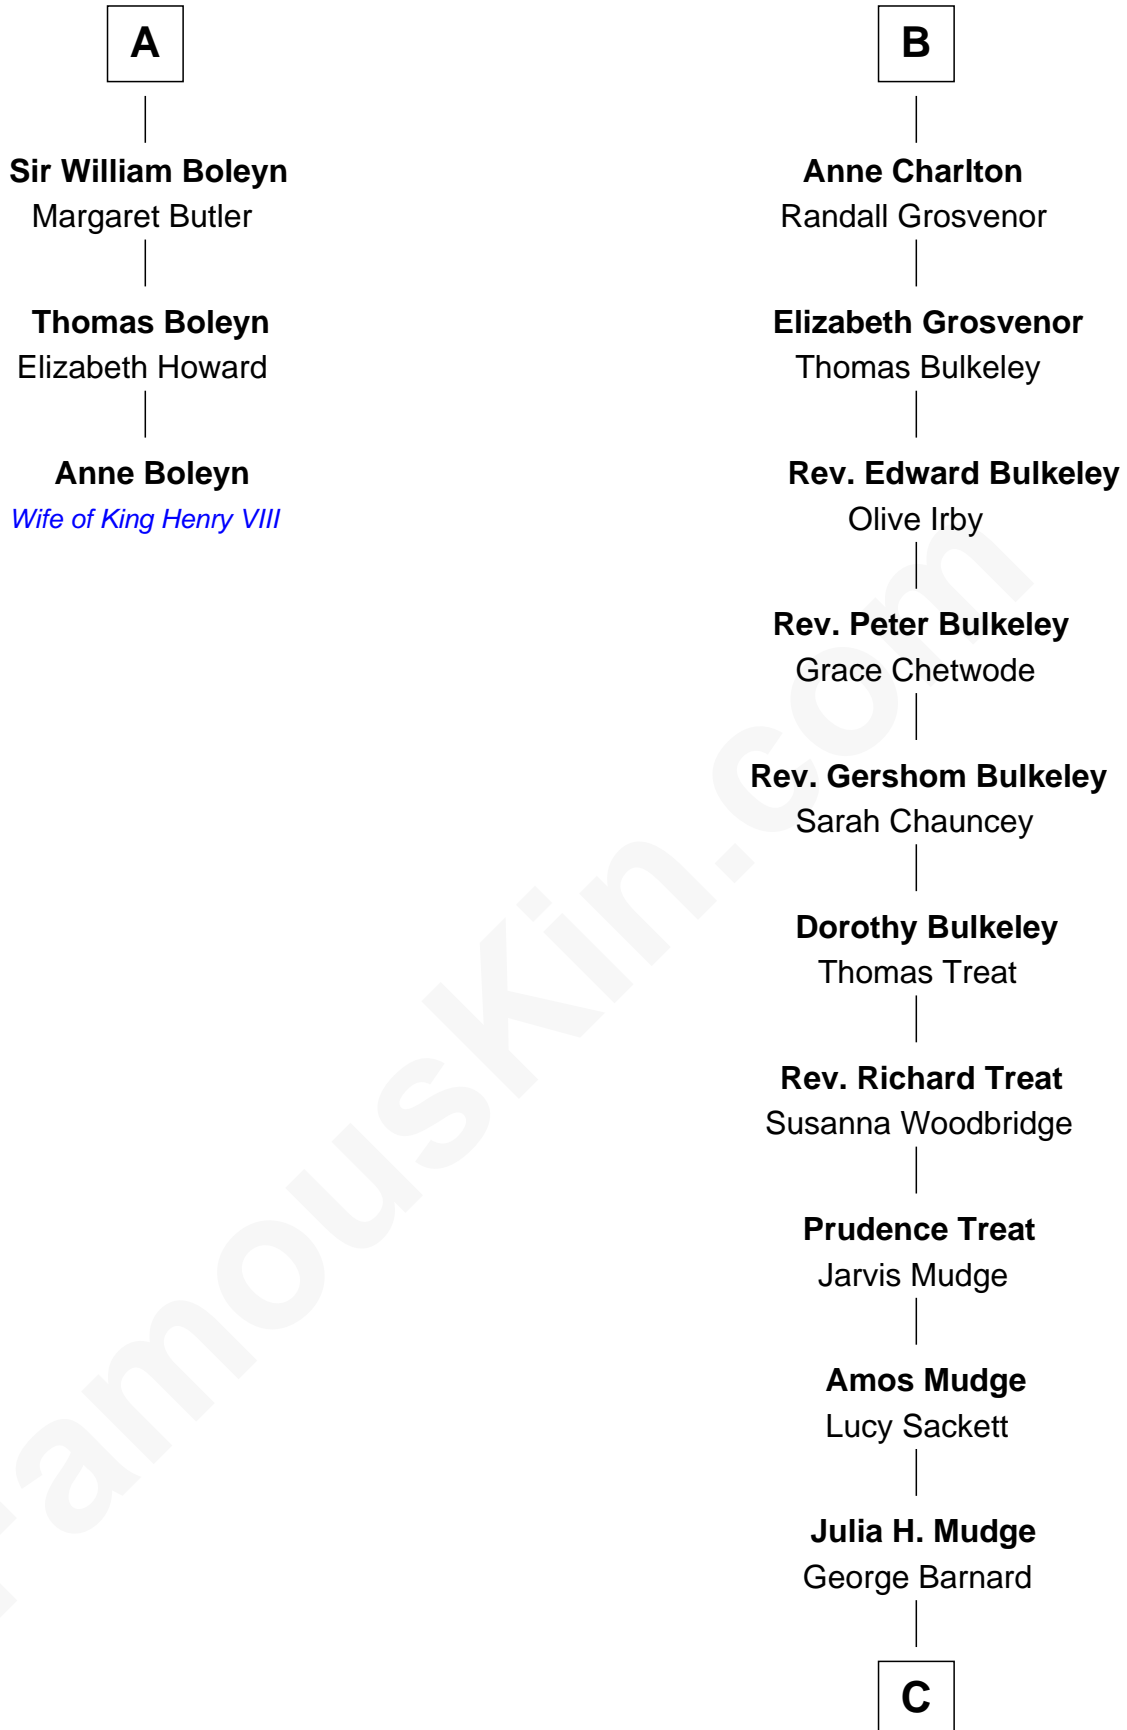 A
Sir William Boleyn
Margaret Butler
Thomas Boleyn
Elizabeth Howard
Anne Boleyn
Wife of King Henry VIII
B
Anne Charlton
Randall Grosvenor
Elizabeth Grosvenor
Thomas Bulkeley
Rev. Edward Bulkeley
Olive Irby
Rev. Peter Bulkeley
Grace Chetwode
Rev. Gershom Bulkeley
Sarah Chauncey
Dorothy Bulkeley
Thomas Treat
Rev. Richard Treat
Susanna Woodbridge
Prudence Treat
Jarvis Mudge
Amos Mudge
Lucy Sackett
Julia H. Mudge
George Barnard
C
FamousKin.com